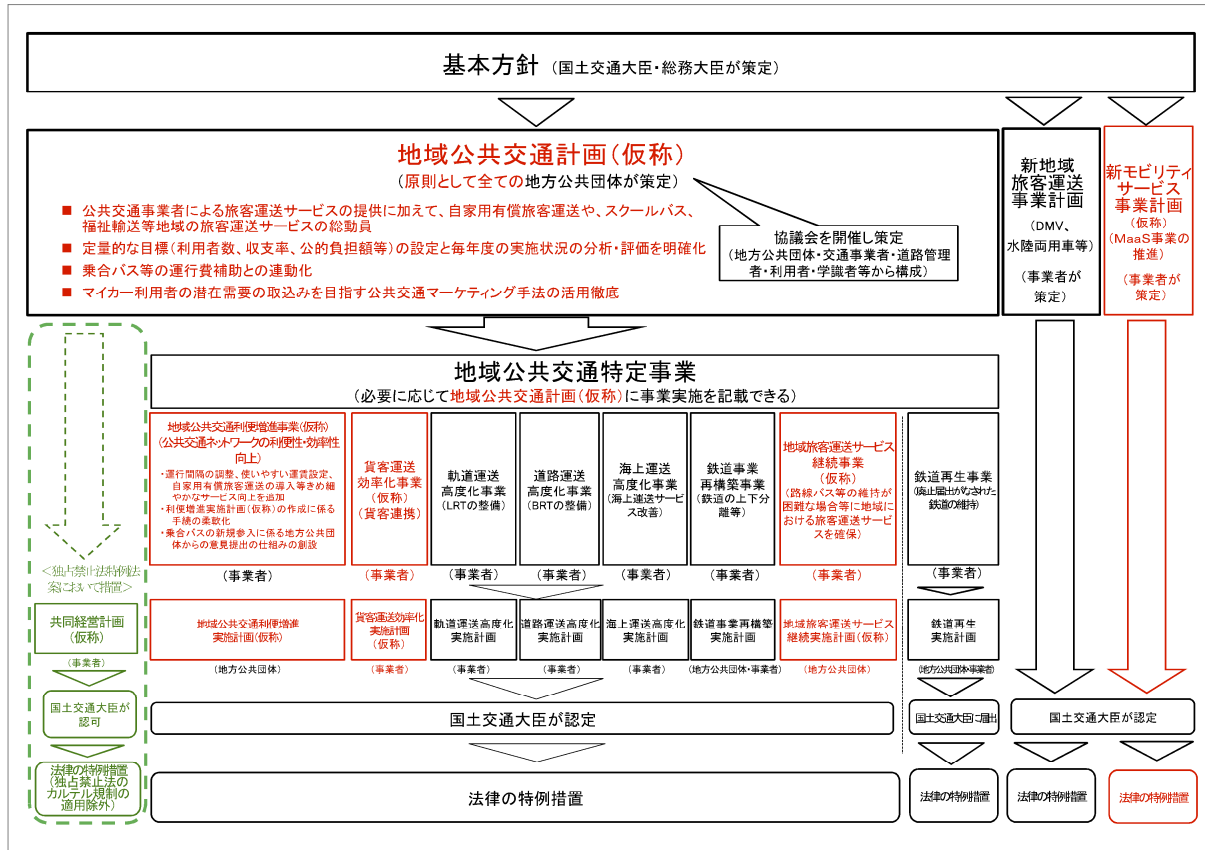 基本方針 (国土交通大臣・総務大臣が策定)
地域公共交通計画(仮称)
(原則として全ての地方公共団体が策定)
■ 公共交通事業者による旅客運送サービスの提供に加えて、自家用有償旅客運送や、スクールバス、
福祉輸送等地域の旅客運送サービスの総動員
■ 定量的な目標(利用者数、収支率、公的負担額等)の設定と毎年度の実施状況の分析・評価を明確化
■ 乗合バス等の運行費補助との連動化
■ マイカー利用者の潜在需要の取込みを目指す公共交通マーケティング手法の活用徹底
協議会を開催し策定
(地方公共団体・交通事業者・道路管理
者・利用者・学識者等から構成)
新地域
旅客運送
事業計画
(DMV、
水陸両用車等)
(事業者が
策定)
新モビリティ
サービス
事業計画
(仮称)
(MaaS事業の
推進)
(事業者が
策定)
地域公共交通特定事業
(必要に応じて地域公共交通計画(仮称)に事業実施を記載できる)
地域公共交通利便増進事業(仮称)
(公共交通ネットワークの利便性・効率性
向上)
・運行間隔の調整、使いやすい運賃設定、
自家用有償旅客運送の導入等きめ細
やかなサービス向上を追加
・利便増進実施計画(仮称)の作成に係る
手続の柔軟化
・乗合バスの新規参入に係る地方公共団
体からの意見提出の仕組みの創設
貨客運送
効率化事業
(仮称)
(貨客連携)
軌道運送
高度化事業
(LRTの整備)
道路運送
高度化事業
(BRTの整備)
海上運送
高度化事業
(海上運送サービ
ス改善)
鉄道事業
再構築事業
(鉄道の上下分
離等)
地域旅客運送サービス
継続事業
(仮称)
(路線バス等の維持が
困難な場合等に地域に
おける旅客運送サービ
スを確保)
鉄道再生事業
(廃止届出がなされた
鉄道の維持)
(事業者)
(事業者)
(事業者)
(事業者)
(事業者)
(事業者)
(事業者)
(事業者)
<独占禁止法特例法
案において措置>
共同経営計画
(仮称)
(事業者)
国土交通大臣が
認可
法律の特例措置
(独占禁止法の
カルテル規制の
適用除外)
地域公共交通利便増進
実施計画(仮称)
貨客運送効率化
実施計画
(仮称)
軌道運送高度化
実施計画
道路運送高度化
実施計画
海上運送高度化
実施計画
鉄道事業再構築
実施計画
地域旅客運送サービス
継続実施計画(仮称)
鉄道再生
実施計画
(地方公共団体)
(事業者)
(事業者)
(事業者)
(事業者)
(地方公共団体・事業者)
(地方公共団体)
(地方公共団体・事業者)
国土交通大臣が認定
国土交通大臣に届出
国土交通大臣が認定
法律の特例措置
法律の特例措置
法律の特例措置
法律の特例措置